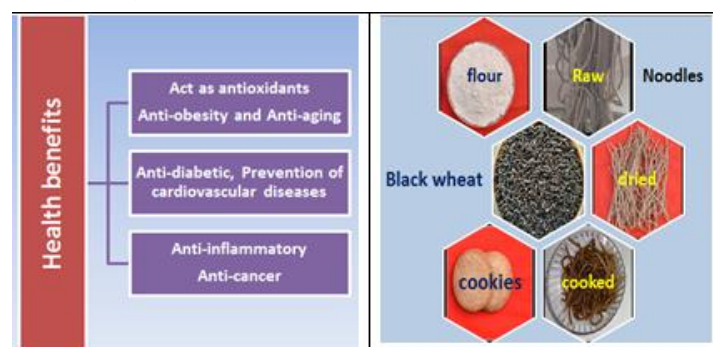 Health benefits
Act as antioxidants
Anti-obesity and Anti-aging
Anti-diabetic, Prevention of
cardiovascular diseases
Anti-inflammatory
Anti-cancer
flour
Raw
Noodles
Black wheat
dried
cookies
cooked